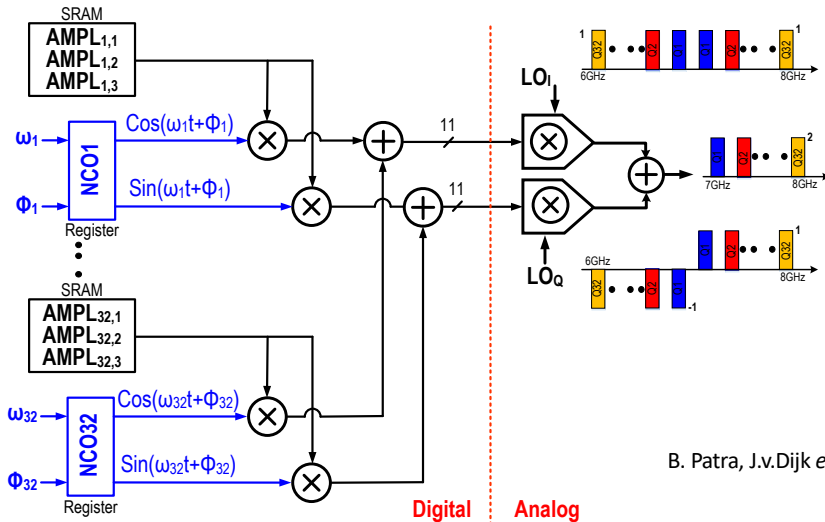 SRAM
AMPL1,1
AMPL1,2
AMPL1,3
ω1
Φ1
NCO1
Register
Cos(ω1t+Φ1)
Sin(ω1t+Φ1)
SRAM
AMPL32,1
AMPL32,2
AMPL32,3
ω32
Φ32
NCO32
Register
Cos(ω32t+Φ32)
Sin(ω32t+Φ32)
11
11
Digital
Analog
LOI
LOQ
1
Q32
Q2
Q1
Q1
Q2
Q32
1
6GHz
8GHz
Q1
Q2
Q32
2
7GHz
8GHz
6GHz
Q32
Q2
Q1
-1
Q1
Q2
Q32
1
8GHz
B. Patra, J.v.Dijk e